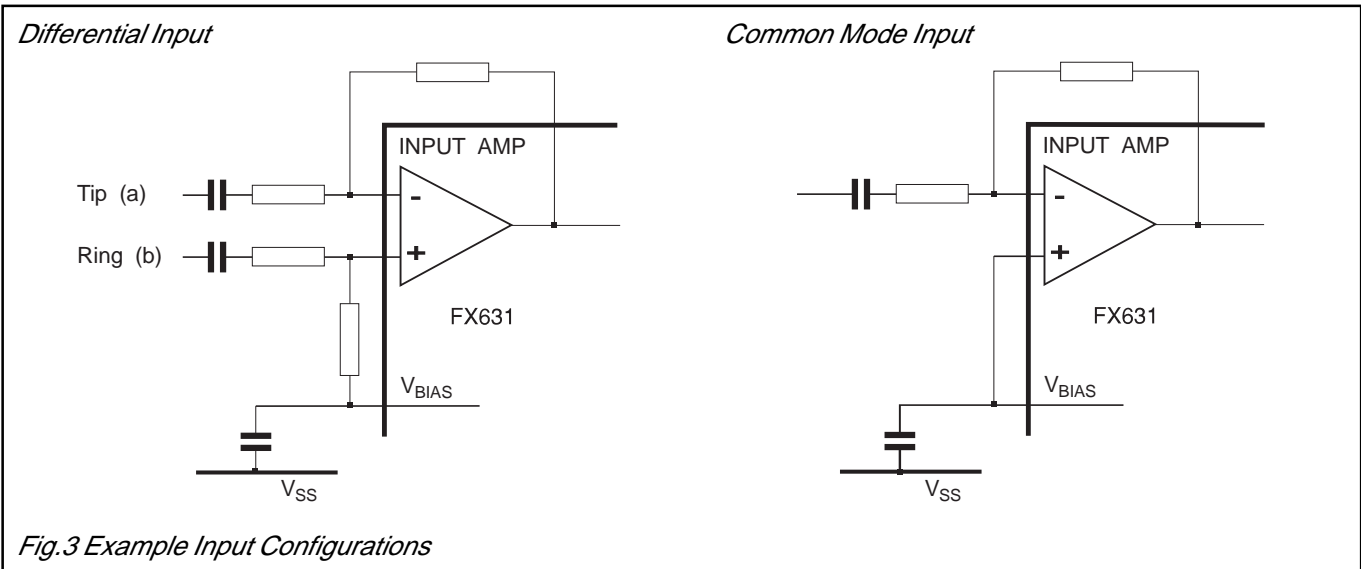 Differential Input
INPUT AMP
Tip (a)
-
Ring (b)
+
FX631
VBIAS
VSS
Common Mode Input
INPUT AMP
-
+
FX631
VBIAS
VSS
Fig.3 Example Input Configurations